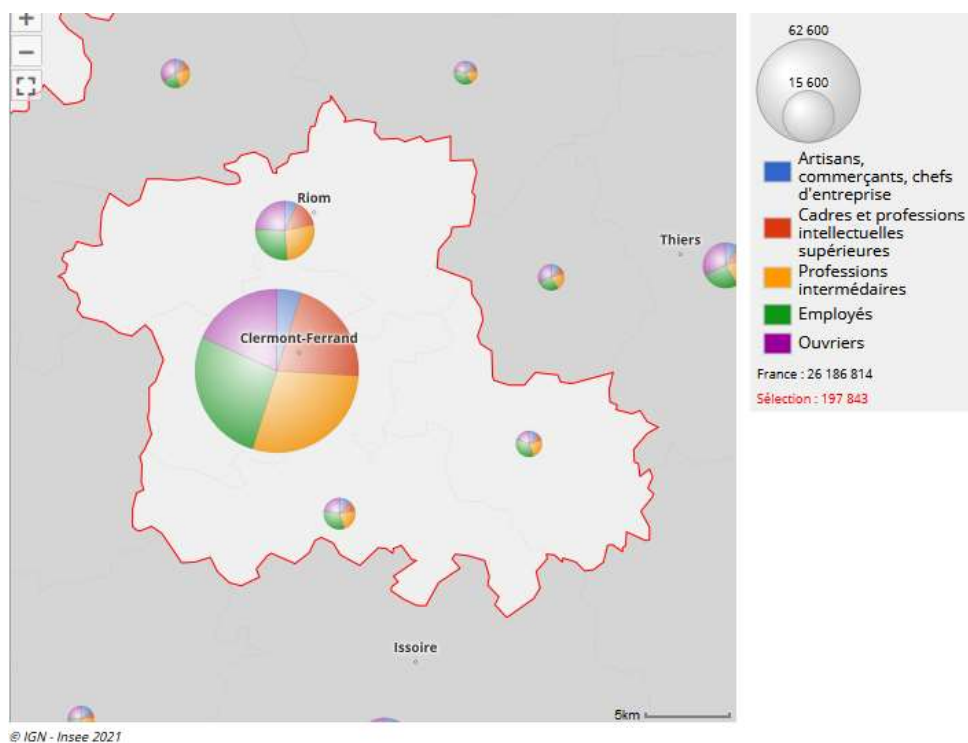 +
−
Riom
Thiers
Clermont-Ferrand
Issoire
5km
62 600
15 600
Artisans,
commerçants, chefs
d'entreprise
Cadres et professions
intellectuelles
supérieures
Professions
intermédaires
Employés
Ouvriers
France : 26 186 814
Sélection : 197 843
© IGN - Insee 2021